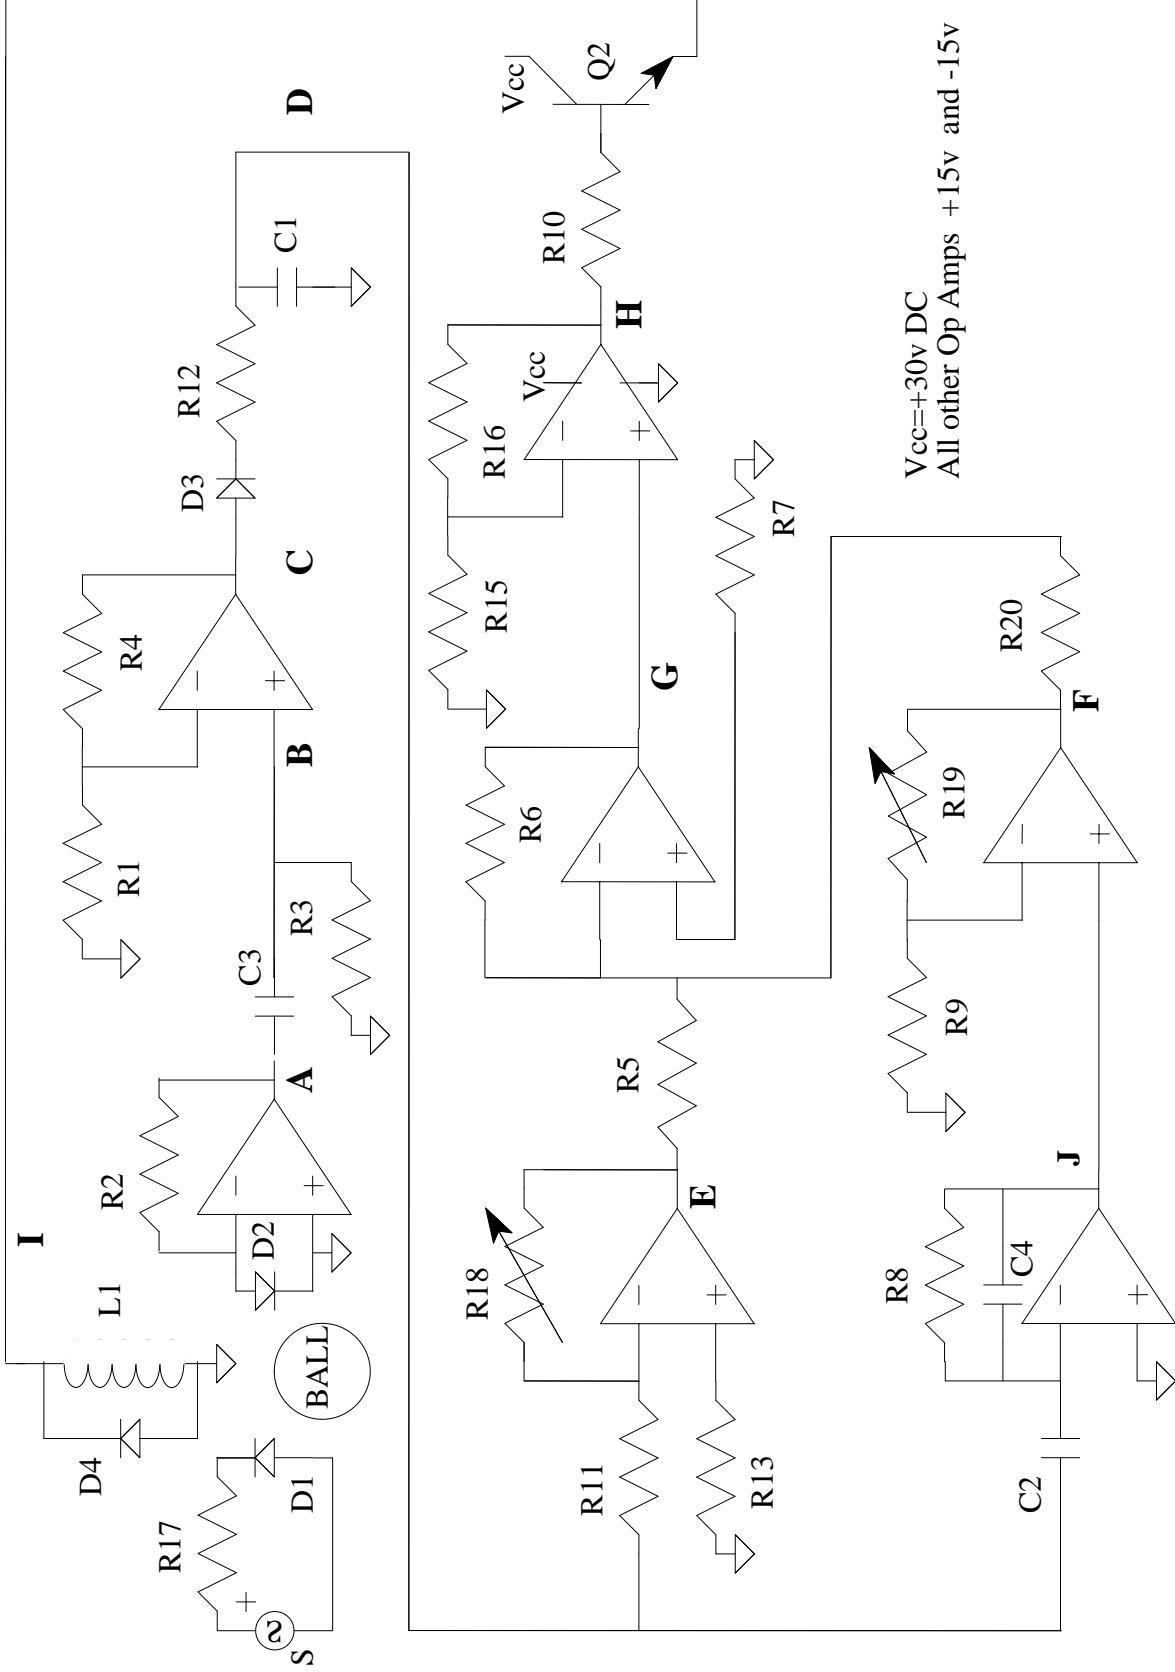 I
L1
D4
BALL
R17
D1
+
S
S
R2
D2
−
+
A
C3
R3
B
R1
R4
−
+
C
D3
R12
C1
D
R11
R13
R18
−
+
E
R5
R6
−
+
G
R7
R15
R16
−
+
Vcc
H
R10
Vcc
Q2
C2
R8
C4
−
+
J
R9
R19
−
+
F
R20
Vcc=+30v DC
All other Op Amps +15v and -15v